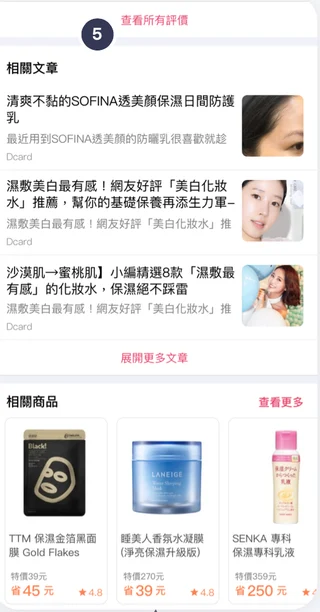 查看所有評價
5
相關文章
清爽不黏的SOFINA透美顏保濕日間防護
乳
最近用到SOFINA透美顏的防曬乳很喜歡就趁
Dcard
濕敷美白最有感！網友好評「美白化妝
水」推薦，幫你的基礎保養再添生力軍–
濕敷美白最有感！網友好評「美白化妝水」推
Dcard
沙漠肌→蜜桃肌】小編精選8款「濕敷最
有感」的化妝水，保濕絕不踩雷
濕敷美白最有感！網友好評「美白化妝水」推
Dcard
展開更多文章
相關商品
查看更多
Black!
LANEIGE
Water Sleeping
乳液
TTM 保濕金箔黑面
膜 Gold Flakes
特價39元
省45 元
★ 4.8
睡美人香氛水凝膜
(淨亮保濕升級版)
特價270元
省39 元
★ 4.8
SENKA 專科
保濕專科乳液
特價359元
省250 元